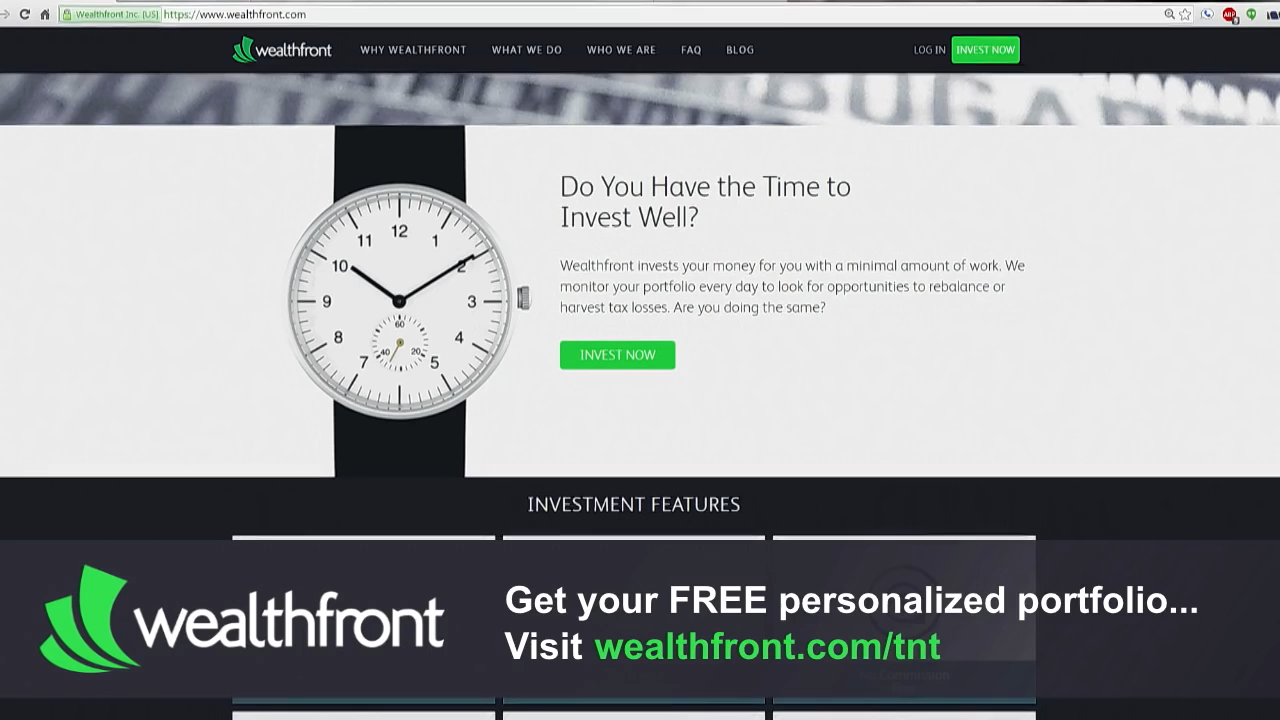 Wealthfront Inc. [US] https://www.wealthfront.com
ABP
wealthfront WHY WEALTHFRONT WHAT WE DO WHO WE ARE FAQ BLOG LOG IN INVEST NOW
Do You Have the Time to
Invest Well?
Wealthfront invests your money for you with a minimal amount of work. We
monitor your portfolio every day to look for opportunities to rebalance or
harvest tax losses. Are you doing the same?
INVEST NOW
12
1
2
3
4
5
7
8
9
10
11
60
20
40
INVESTMENT FEATURES
wealthfront
Get your FREE personalized portfolio...
Visit wealthfront.com/tnt